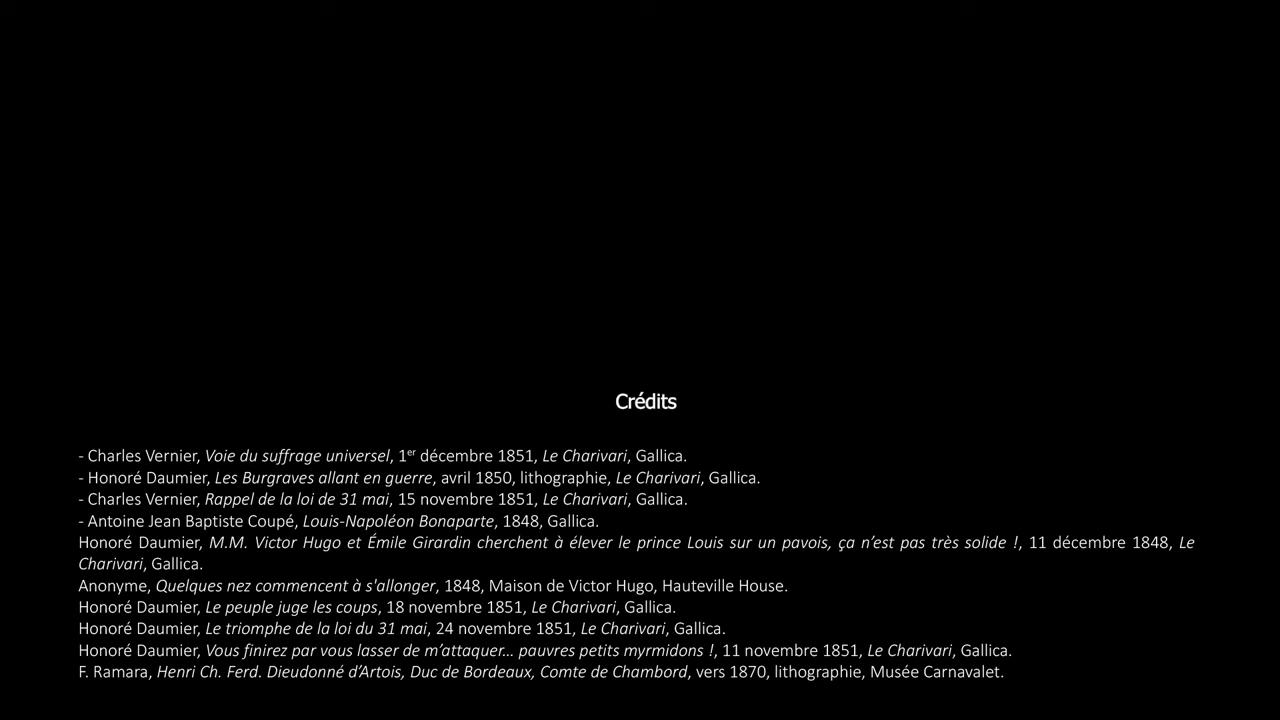 Crédits
- Charles Vernier, Voie du suffrage universel, 1er décembre 1851, Le Charivari, Gallica.
- Honoré Daumier, Les Burgraves allant en guerre, avril 1850, lithographie, Le Charivari, Gallica.
- Charles Vernier, Rappel de la loi de 31 mai, 15 novembre 1851, Le Charivari, Gallica.
- Antoine Jean Baptiste Coupé, Louis-Napoléon Bonaparte, 1848, Gallica.
Honoré Daumier, M.M. Victor Hugo et Émile Girardin cherchent à élever le prince Louis sur un pavois, ça n’est pas très solide !, 11 décembre 1848, Le
Charivari, Gallica.
Anonyme, Quelques nez commencent à s'allonger, 1848, Maison de Victor Hugo, Hauteville House.
Honoré Daumier, Le peuple juge les coups, 18 novembre 1851, Le Charivari, Gallica.
Honoré Daumier, Le triomphe de la loi du 31 mai, 24 novembre 1851, Le Charivari, Gallica.
Honoré Daumier, Vous finirez par vous lasser de m’attaquer… pauvres petits myrmidons !, 11 novembre 1851, Le Charivari, Gallica.
F. Ramara, Henri Ch. Ferd. Dieudonné d’Artois, Duc de Bordeaux, Comte de Chambord, vers 1870, lithographie, Musée Carnavalet.